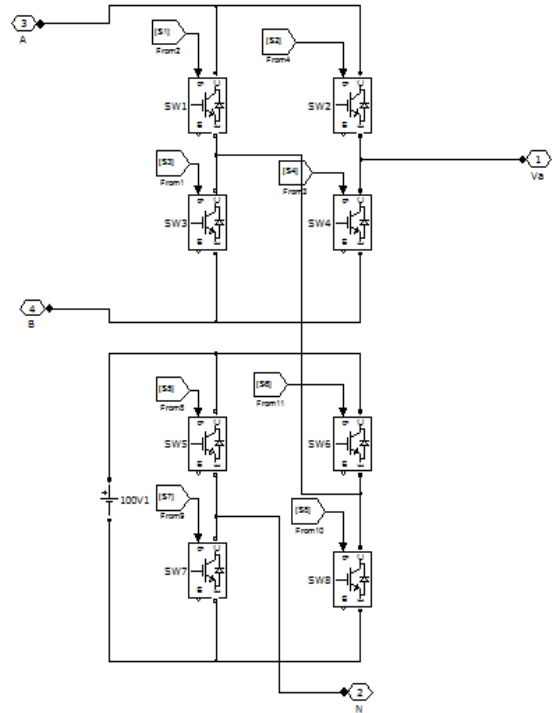 3
A
[S1]
From2
[S2]
From4
SW1
SW2
1
Va
[S3]
From1
[S4]
From3
SW3
SW4
4
B
[S5]
From8
[S6]
From11
SW5
SW6
100V1
[S7]
From9
[S8]
From10
SW7
SW8
2
N